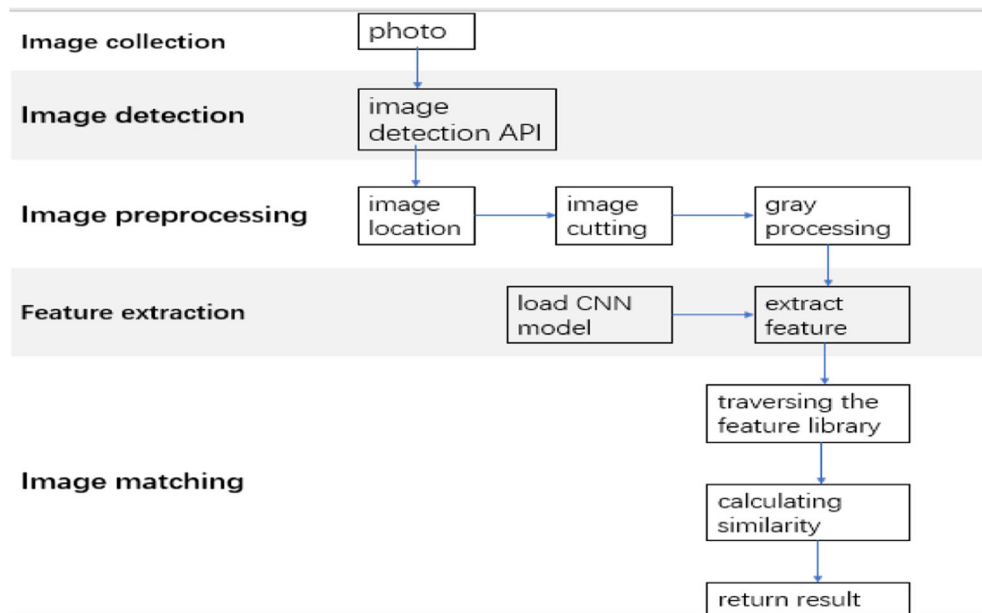 Image collection
photo
Image detection
image
detection API
Image preprocessing
image
location
image
cutting
gray
processing
Feature extraction
load CNN
model
extract
feature
Image matching
traversing the
feature library
calculating
similarity
return result